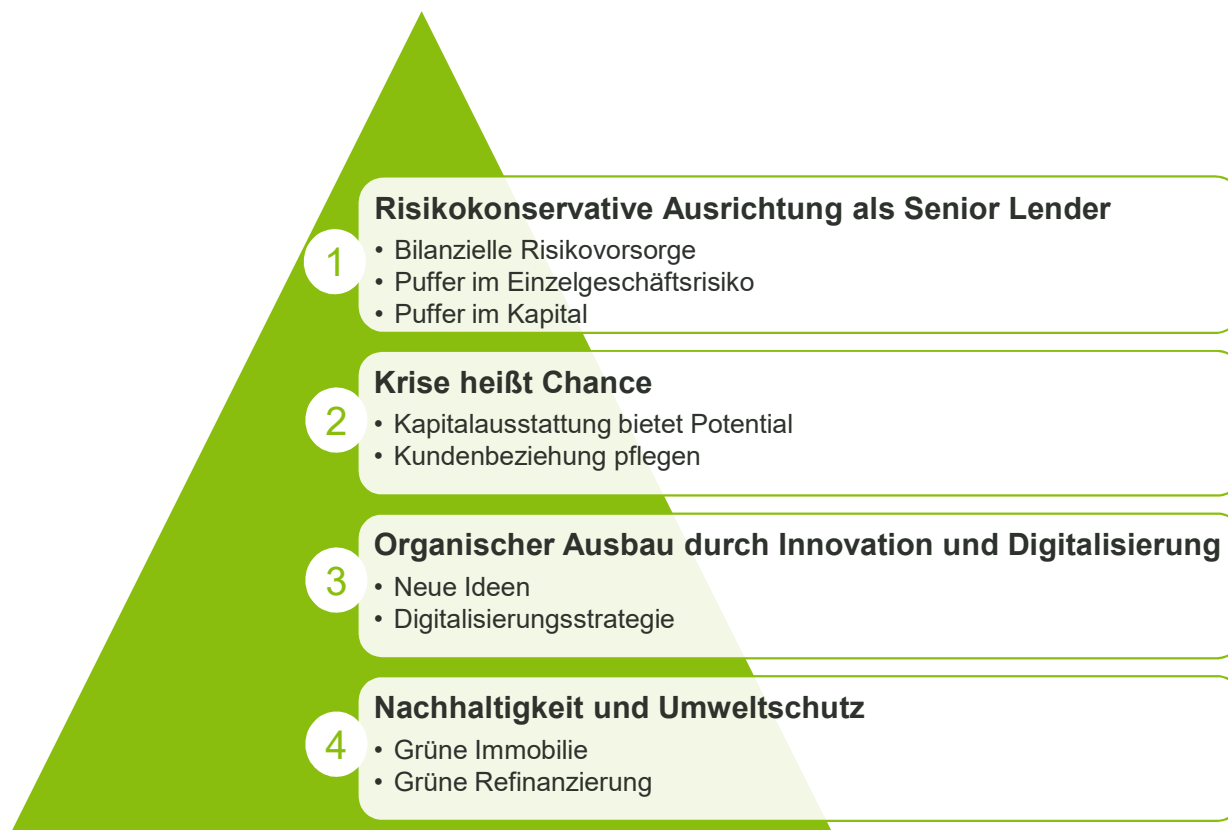 1
Risikokonservative Ausrichtung als Senior Lender
• Bilanzielle Risikovorsorge
• Puffer im Einzelgeschäftsrisiko
• Puffer im Kapital
2
Krise heißt Chance
• Kapitalausstattung bietet Potential
• Kundenbeziehung pflegen
3
Organischer Ausbau durch Innovation und Digitalisierung
• Neue Ideen
• Digitalisierungsstrategie
4
Nachhaltigkeit und Umweltschutz
• Grüne Immobilie
• Grüne Refinanzierung